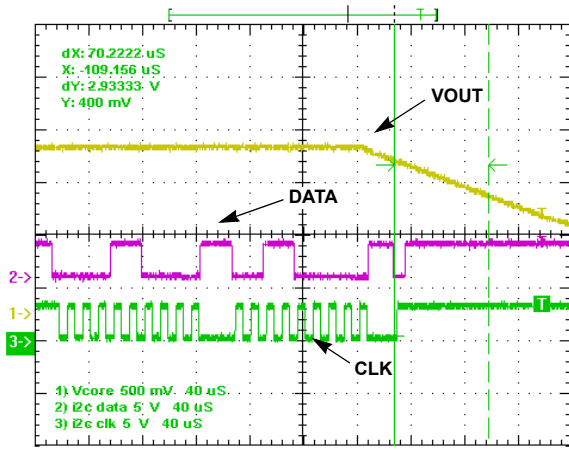 dX: 70.2222 uS
X: -109.156 uS
dY: 2.93333 V
Y: 400 mV
VOUT
DATA
2->
1->
T
3->
CLK
1) Vcore 500 mV 40 uS
2) i2c data 5 V 40 uS
3) i2c clk 5 V 40 uS